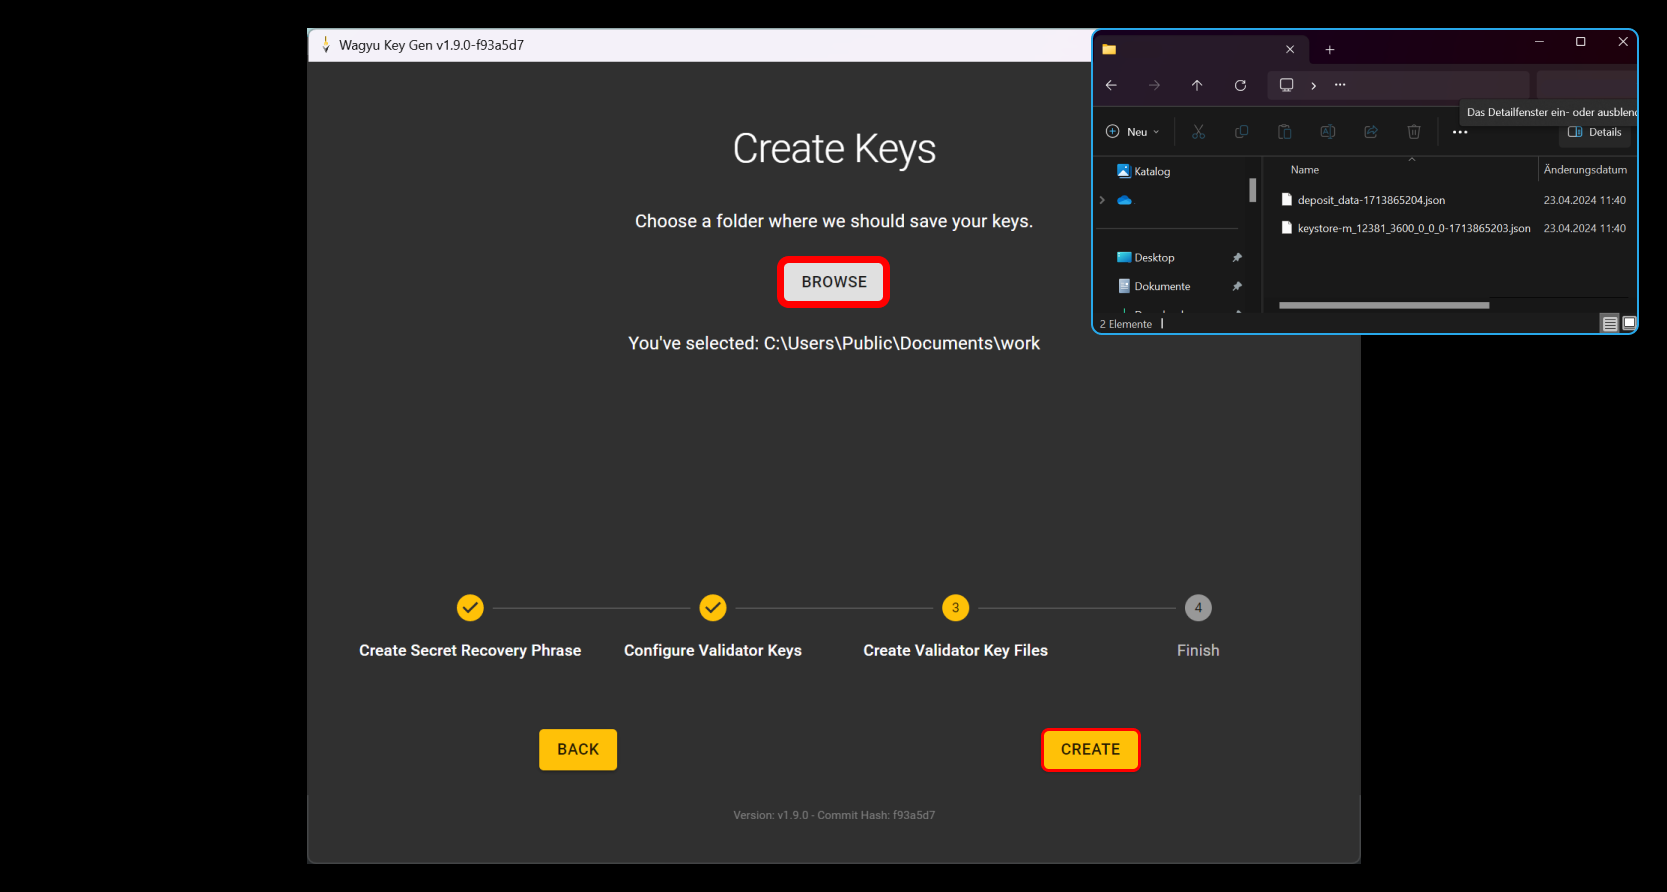 Wagyu Key Gen v1.9.0-f93a5d7
Create Keys
Choose a folder where we should save your keys.
BROWSE
You've selected: C:\Users\Public\Documents\work
Das Detailfenster ein- oder ausblend
Neu
Details
Katalog
Desktop
Dokumente
Name
Änderungsdatum
deposit_data-1713865204.json
23.04.2024 11:40
keystore-m_12381_3600_0_0_0-1713865203.json
23.04.2024 11:40
2 Elemente
3
4
Create Secret Recovery Phrase
Configure Validator Keys
Create Validator Key Files
Finish
BACK
CREATE
Version: v1.9.0 - Commit Hash: f93a5d7